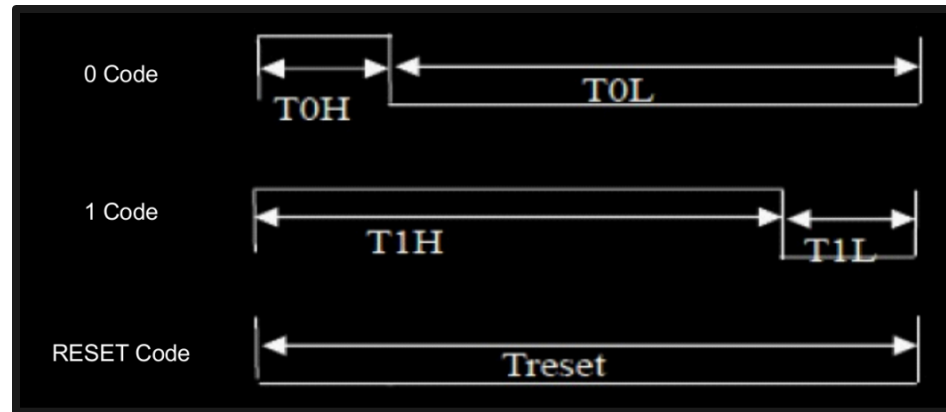 0 Code
T0H
T0L
1 Code
T1H
T1L
RESET Code
Treset